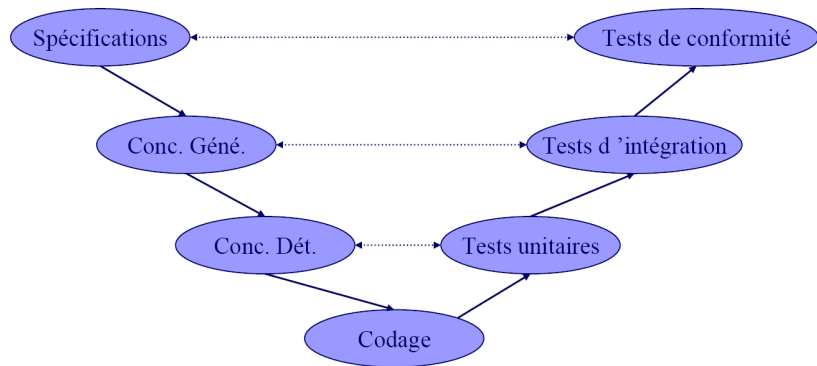 Spécifications
Tests de conformité
Conc. Géné.
Tests d ’intégration
Conc. Dét.
Tests unitaires
Codage